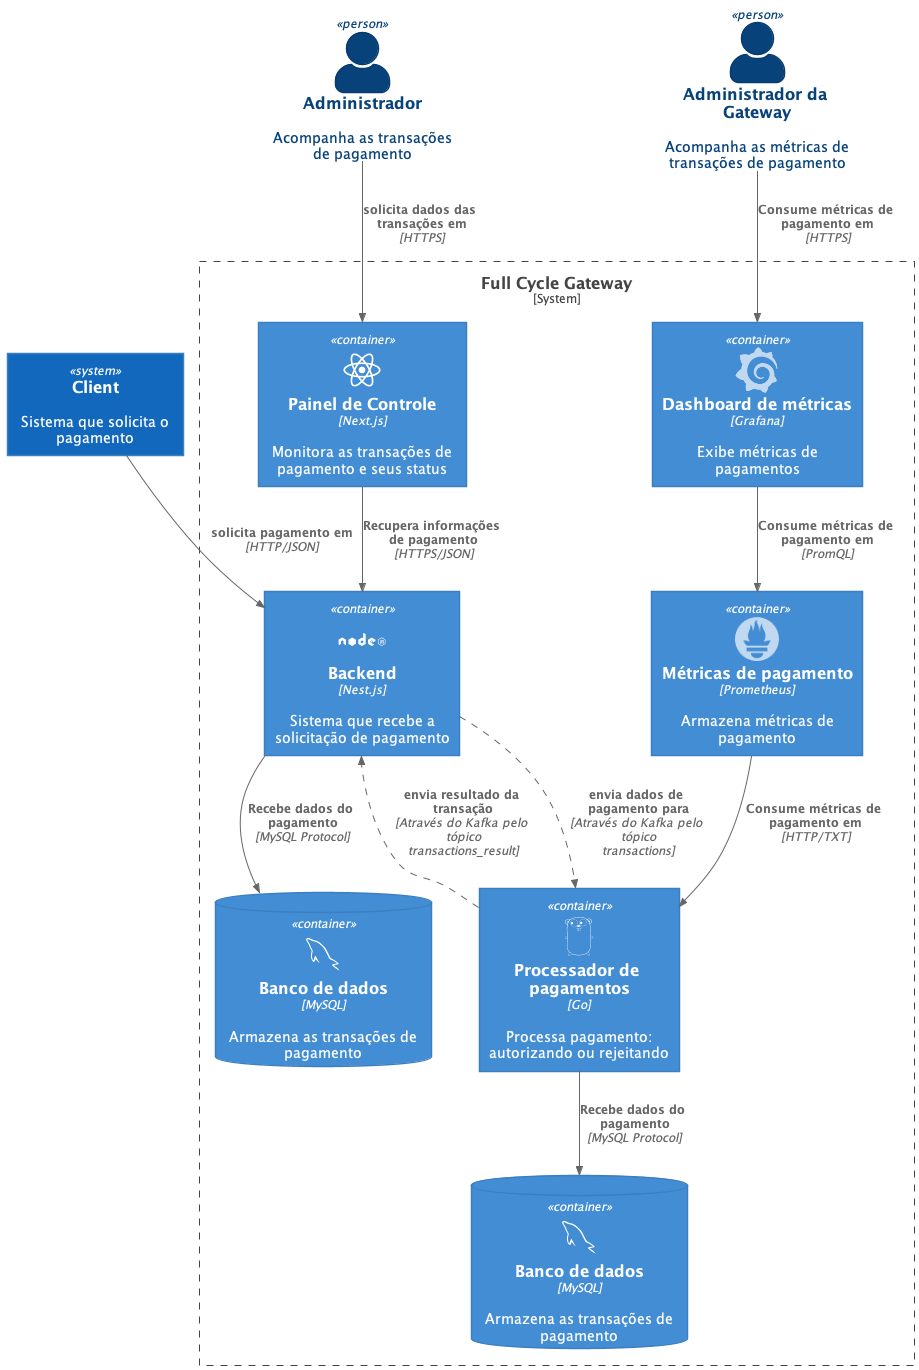 «person»
Administrador
Acompanha as transações
de pagamento
«person»
Administrador da
Gateway
Acompanha as métricas de
transações de pagamento
solicita dados das
transações em
[HTTPS]
Consume métricas de
pagamento em
[HTTPS]
Full Cycle Gateway
[System]
«system»
Client
Sistema que solicita o
pagamento
«container»
Painel de Controle
[Next.js]
Monitora as transações de
pagamento e seus status
«container»
Dashboard de métricas
[Grafana]
Exibe métricas de
pagamentos
solicita pagamento em
[HTTP/JSON]
Recupera informações
de pagamento
[HTTPS/JSON]
Consume métricas de
pagamento em
[PromQL]
«container»
node
JS
Backend
[Nest.js]
Sistema que recebe a
solicitação de pagamento
«container»
Métricas de pagamento
[Prometheus]
Armazena métricas de
pagamento
Recebe dados do
pagamento
[MySQL Protocol]
envia resultado da
transação
[Através do Kafka pelo
tópico
transactions_result]
envia dados de
pagamento para
[Através do Kafka pelo
tópico
transactions]
Consume métricas de
pagamento em
[HTTP/TXT]
«container»
Banco de dados
[MySQL]
Armazena as transações de
pagamento
«container»
Processador de
pagamentos
[Go]
Processa pagamento:
autorizando ou rejeitando
Recebe dados do
pagamento
[MySQL Protocol]
«container»
Banco de dados
[MySQL]
Armazena as transações de
pagamento